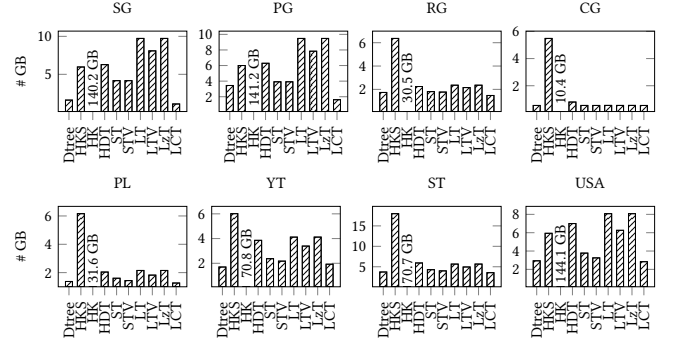 SG
# GB
10
5
140.2 GB
Dtree HKS HK HDT ST STV LT LTV LzT LCT
PG
10
8
6
4
2
141.2 GB
Dtree HKS HK HDT ST STV LT LTV LzT LCT
RG
6
4
2
30.5 GB
Dtree HKS HK HDT ST STV LT LTV LzT LCT
CG
6
4
2
10.4 GB
Dtree HKS HK HDT ST STV LT LTV LzT LCT
PL
# GB
6
4
2
31.6 GB
Dtree HKS HK HDT ST STV LT LTV LzT LCT
YT
6
4
2
70.8 GB
Dtree HKS HK HDT ST STV LT LTV LzT LCT
ST
15
10
5
70.7 GB
Dtree HKS HK HDT ST STV LT LTV LzT LCT
USA
8
6
4
2
144.1 GB
Dtree HKS HK HDT ST STV LT LTV LzT LCT